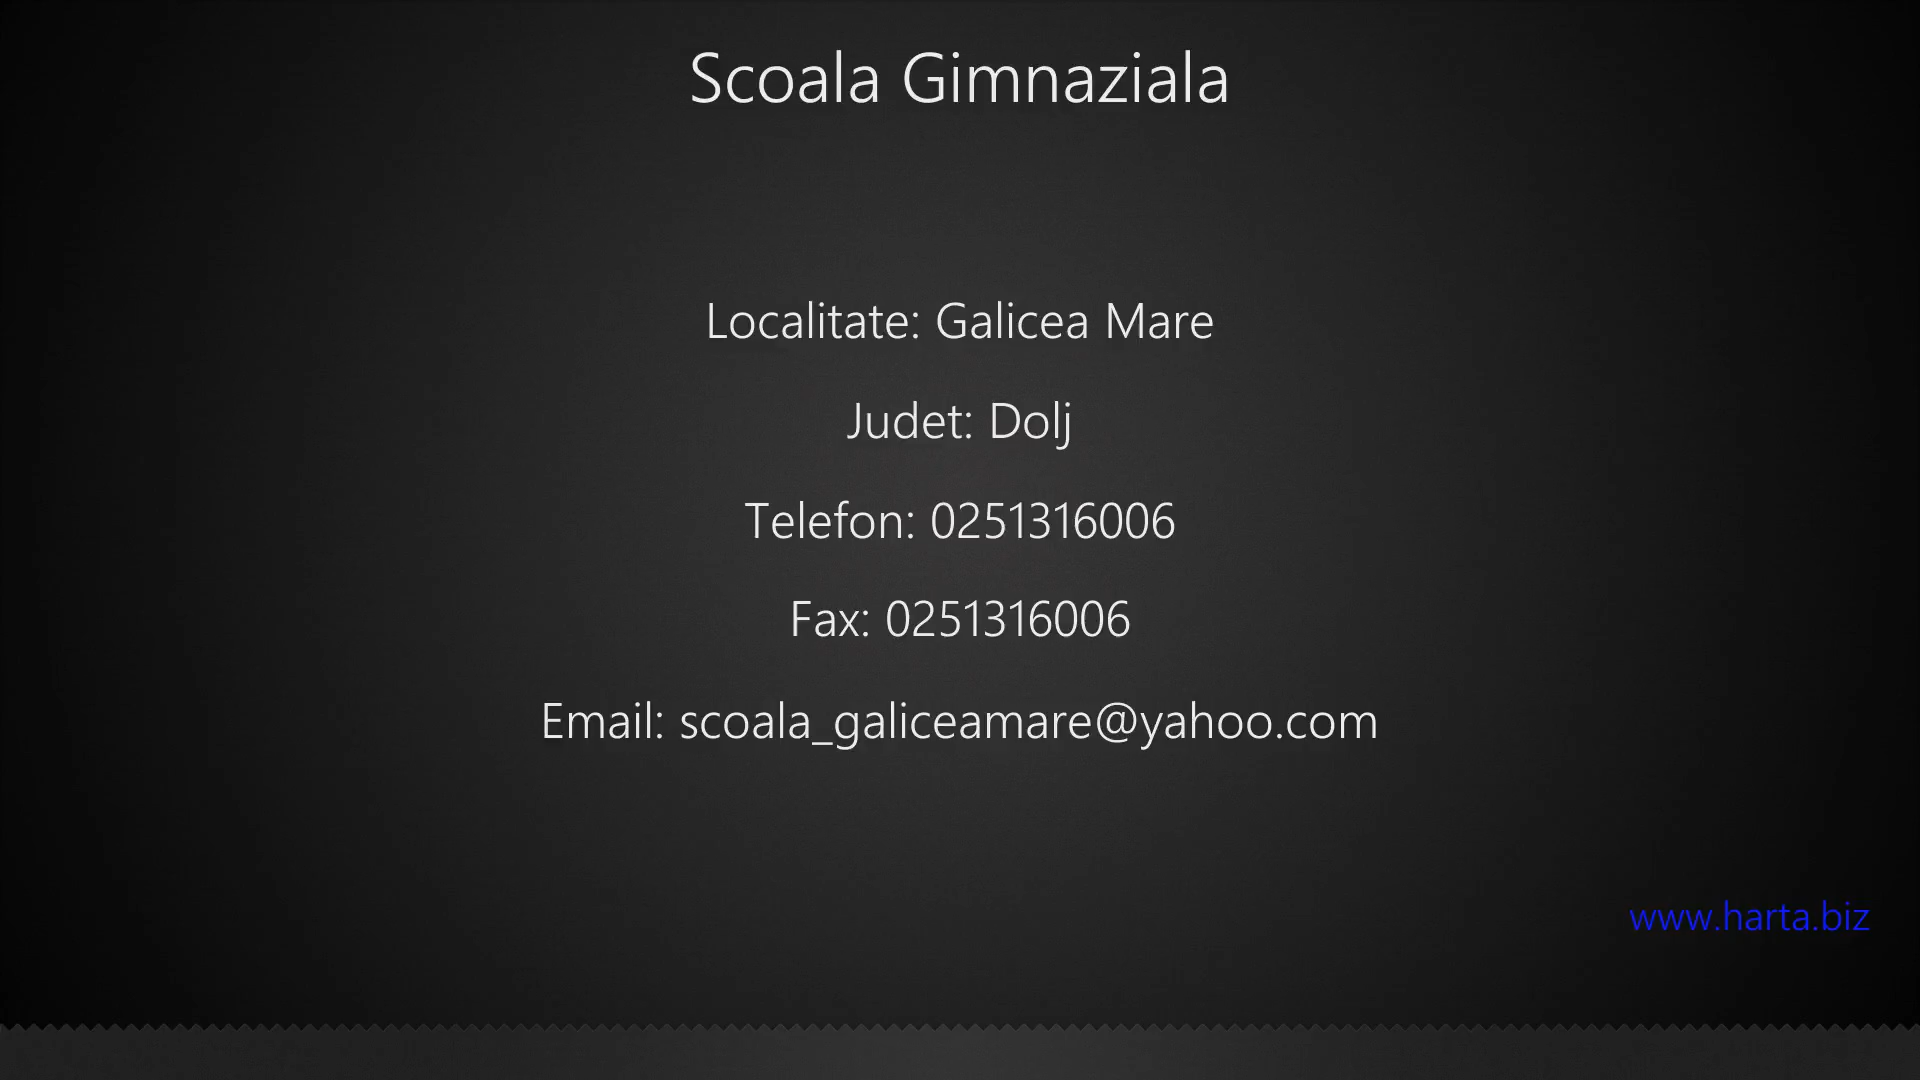 Scoala Gimnaziala
Localitate: Galicea Mare
Judet: Dolj
Telefon: 0251316006
Fax: 0251316006
Email: scoala_galiceamare@yahoo.com
www.harta.biz